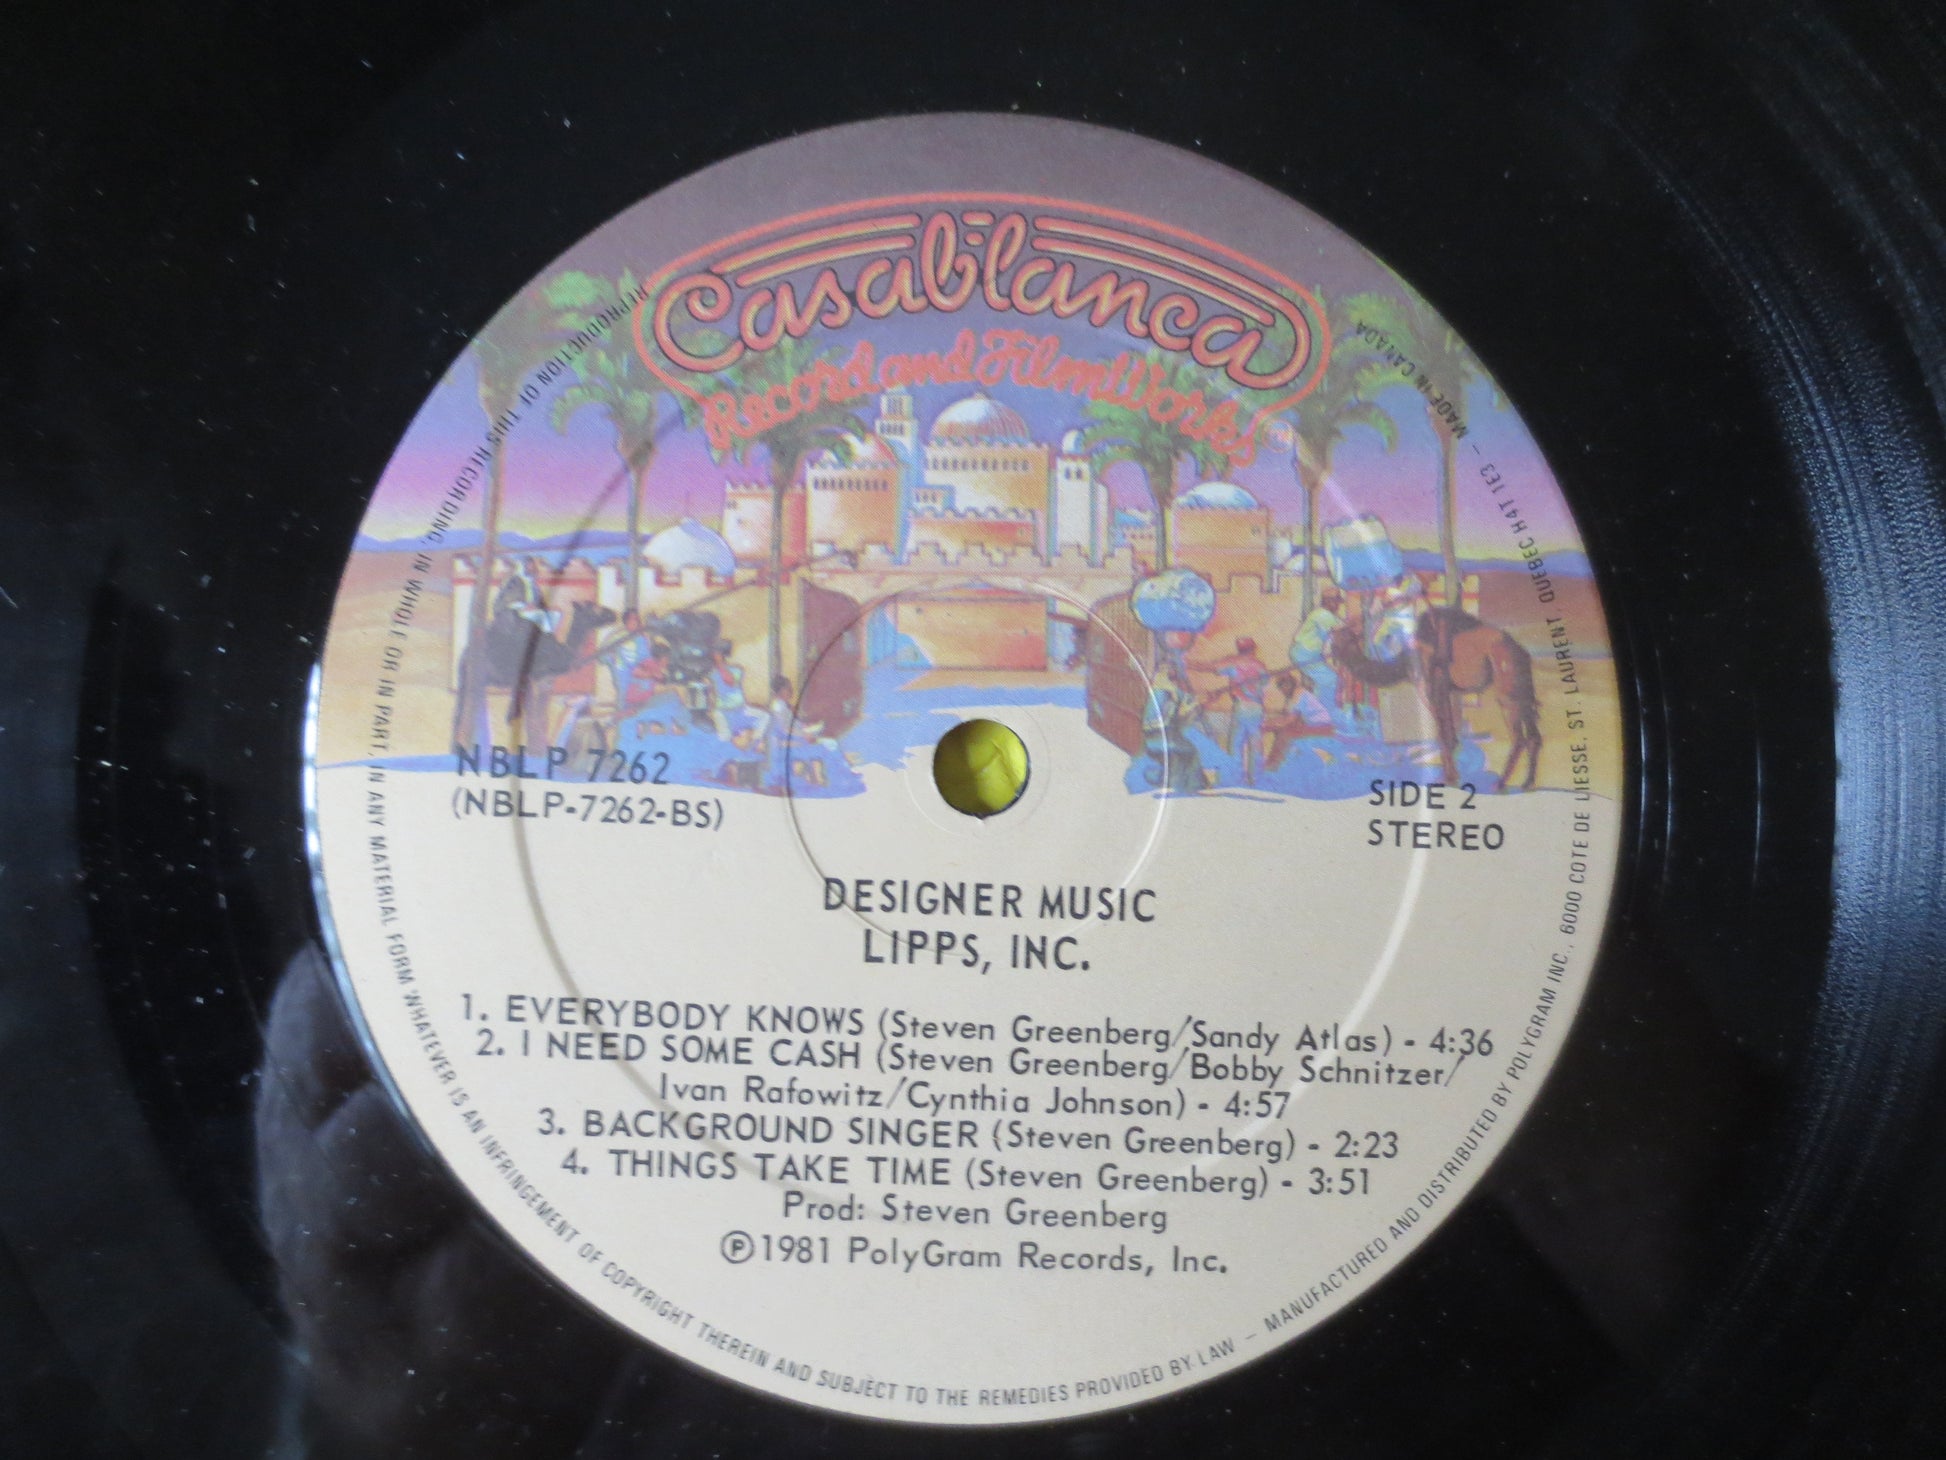 Casablanca
Record and FilmWorks
NBLP 7262
(NBLP-7262-BS)
SIDE 2
STEREO
DESIGNER MUSIC
LIPPS, INC.
1. EVERYBODY KNOWS (Steven Greenberg/Sandy Atlas) - 4:36
2. I NEED SOME CASH (Steven Greenberg/Bobby Schnitzer/
Ivan Rafowitz/Cynthia Johnson) - 4:57
3. BACKGROUND SINGER (Steven Greenberg) - 2:23
4. THINGS TAKE TIME (Steven Greenberg) - 3:51
Prod: Steven Greenberg
Ⓟ1981 PolyGram Records, Inc.
REPRODUCTION OF THIS RECORDING, IN WHOLE OR IN PART, IN ANY MATERIAL FORM WHATEVER IS AN INFRINGEMENT OF COPYRIGHT THEREIN AND SUBJECT TO THE REMEDIES PROVIDED BY LAW – MANUFACTURED AND DISTRIBUTED BY POLYGRAM INC., 6000 COTE DE LIESSE, ST. LAURENT, QUEBEC H4T 1E3 – MADE IN CANADA